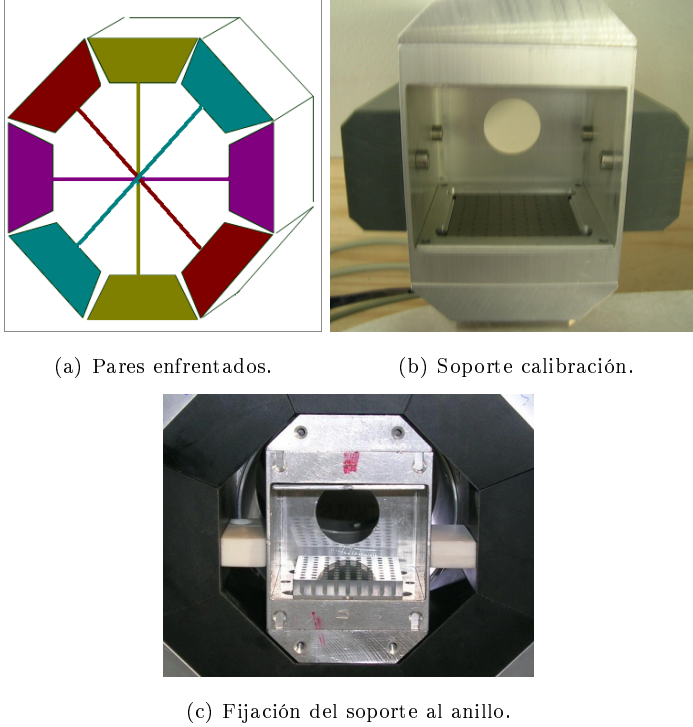 (a) Pares enfrentados.
(b) Soporte calibración.
(c) Fijación del soporte al anillo.